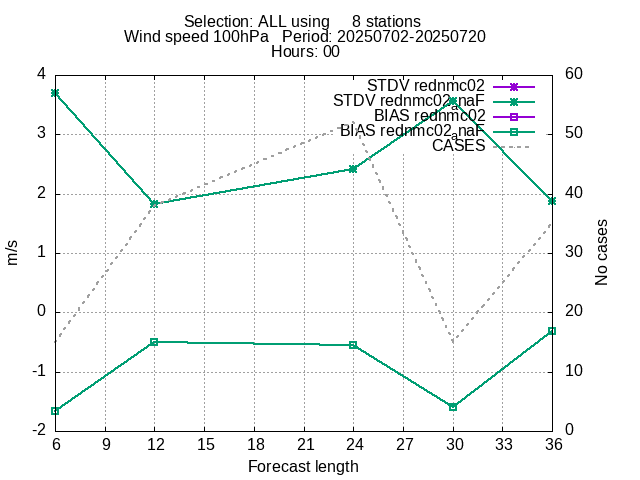 Selection: ALL using     8 stations
Wind speed 100hPa   Period: 20250702-20250720
Hours: 00
STDV rednmc02
STDV rednmc02anaF
BIAS rednmc02
BIAS rednmc02anaF
CASES
4
3
2
1
0
-1
-2
60
50
40
30
20
10
0
m/s
No cases
6 9 12 15 18 21 24 27 30 33 36
Forecast length